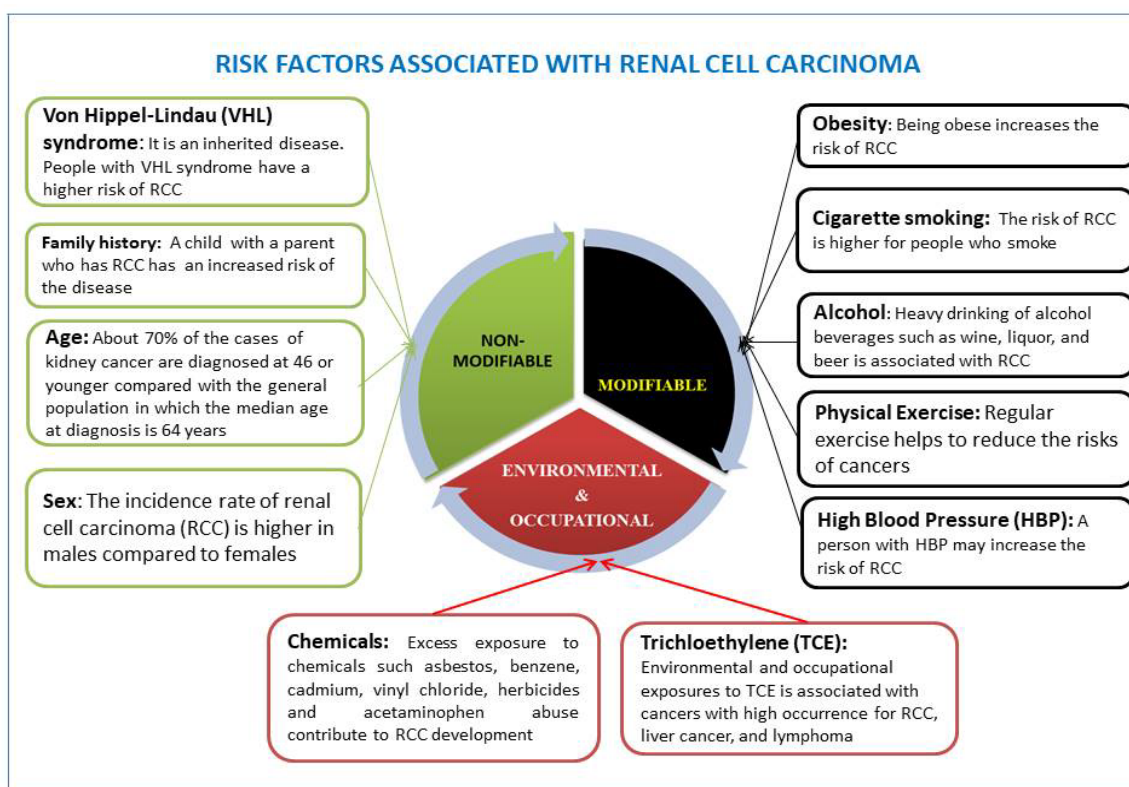 RISK FACTORS ASSOCIATED WITH RENAL CELL CARCINOMA
Von Hippel-Lindau (VHL)
syndrome: It is an inherited disease.
People with VHL syndrome have a
higher risk of RCC
Family history: A child with a parent
who has RCC has an increased risk of
the disease
Age: About 70% of the cases of
kidney cancer are diagnosed at 46 or
younger compared with the general
population in which the median age
at diagnosis is 64 years
Sex: The incidence rate of renal
cell carcinoma (RCC) is higher in
males compared to females
NON-
MODIFIABLE
MODIFIABLE
ENVIRONMENTAL
&
OCCUPATIONAL
Obesity: Being obese increases the
risk of RCC
Cigarette smoking: The risk of RCC
is higher for people who smoke
Alcohol: Heavy drinking of alcohol
beverages such as wine, liquor, and
beer is associated with RCC
Physical Exercise: Regular
exercise helps to reduce the risks
of cancers
High Blood Pressure (HBP): A
person with HBP may increase the
risk of RCC
Chemicals: Excess exposure to
chemicals such asbestos, benzene,
cadmium, vinyl chloride, herbicides
and acetaminophen abuse
contribute to RCC development
Trichloethylene (TCE):
Environmental and occupational
exposures to TCE is associated with
cancers with high occurrence for RCC,
liver cancer, and lymphoma